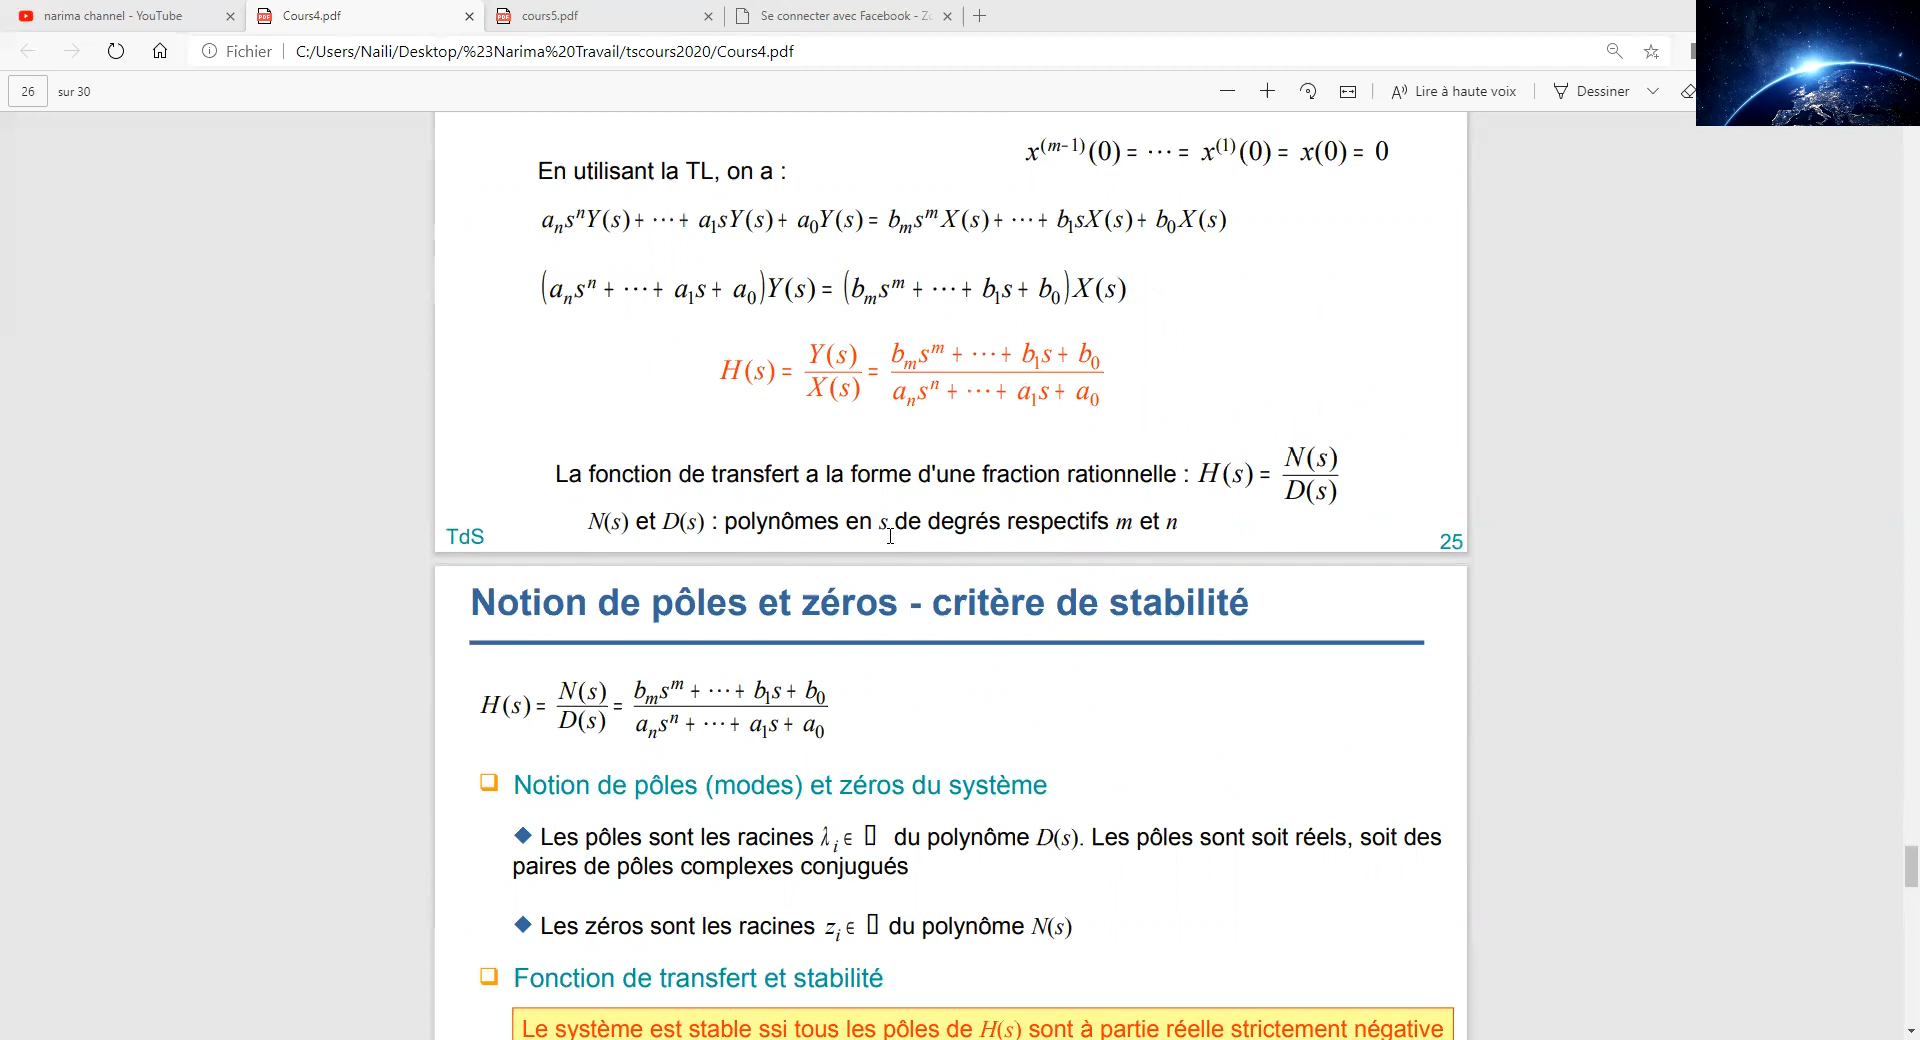 narima channel - YouTube
Cours4.pdf
cours5.pdf
Se connecter avec Facebook - Zo
Fichier
C:/Users/Naili/Desktop/%23Narima%20Travail/tscours2020/Cours4.pdf
26 sur 30
Lire à haute voix
Dessiner
x^(m-1)(0) = ⋯ = x^(1)(0) = x(0) = 0
En utilisant la TL, on a :
a_n s^n Y(s) + ⋯ + a_1 s Y(s) + a_0 Y(s) = b_m s^m X(s) + ⋯ + b_1 s X(s) + b_0 X(s)
(a_n s^n + ⋯ + a_1 s + a_0) Y(s) = (b_m s^m + ⋯ + b_1 s + b_0) X(s)
H(s) = Y(s)/X(s) = (b_m s^m + ⋯ + b_1 s + b_0)/(a_n s^n + ⋯ + a_1 s + a_0)
La fonction de transfert a la forme d'une fraction rationnelle : H(s) = N(s)/D(s)
N(s) et D(s) : polynômes en s de degrés respectifs m et n
TdS
25
Notion de pôles et zéros - critère de stabilité
H(s) = N(s)/D(s) = (b_m s^m + ⋯ + b_1 s + b_0)/(a_n s^n + ⋯ + a_1 s + a_0)
Notion de pôles (modes) et zéros du système
Les pôles sont les racines λ_i ∈ ▯ du polynôme D(s). Les pôles sont soit réels, soit des
paires de pôles complexes conjugués
Les zéros sont les racines z_i ∈ ▯ du polynôme N(s)
Fonction de transfert et stabilité
Le système est stable ssi tous les pôles de H(s) sont à partie réelle strictement négative